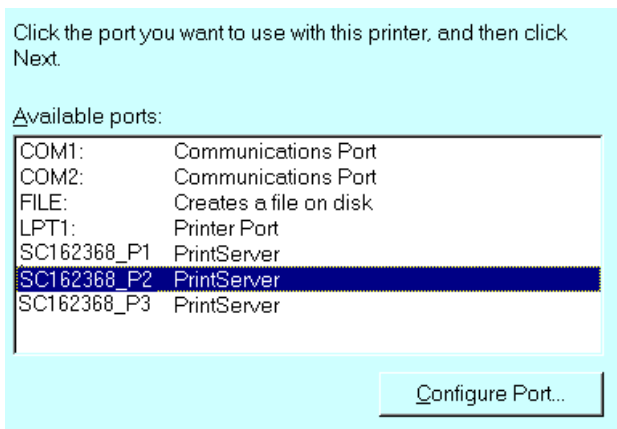 Click the port you want to use with this printer, and then click
Next.
Available ports:
COM1: Communications Port
COM2: Communications Port
FILE: Creates a file on disk
LPT1: Printer Port
SC162368_P1 PrintServer
SC162368_P2 PrintServer
SC162368_P3 PrintServer
Configure Port...